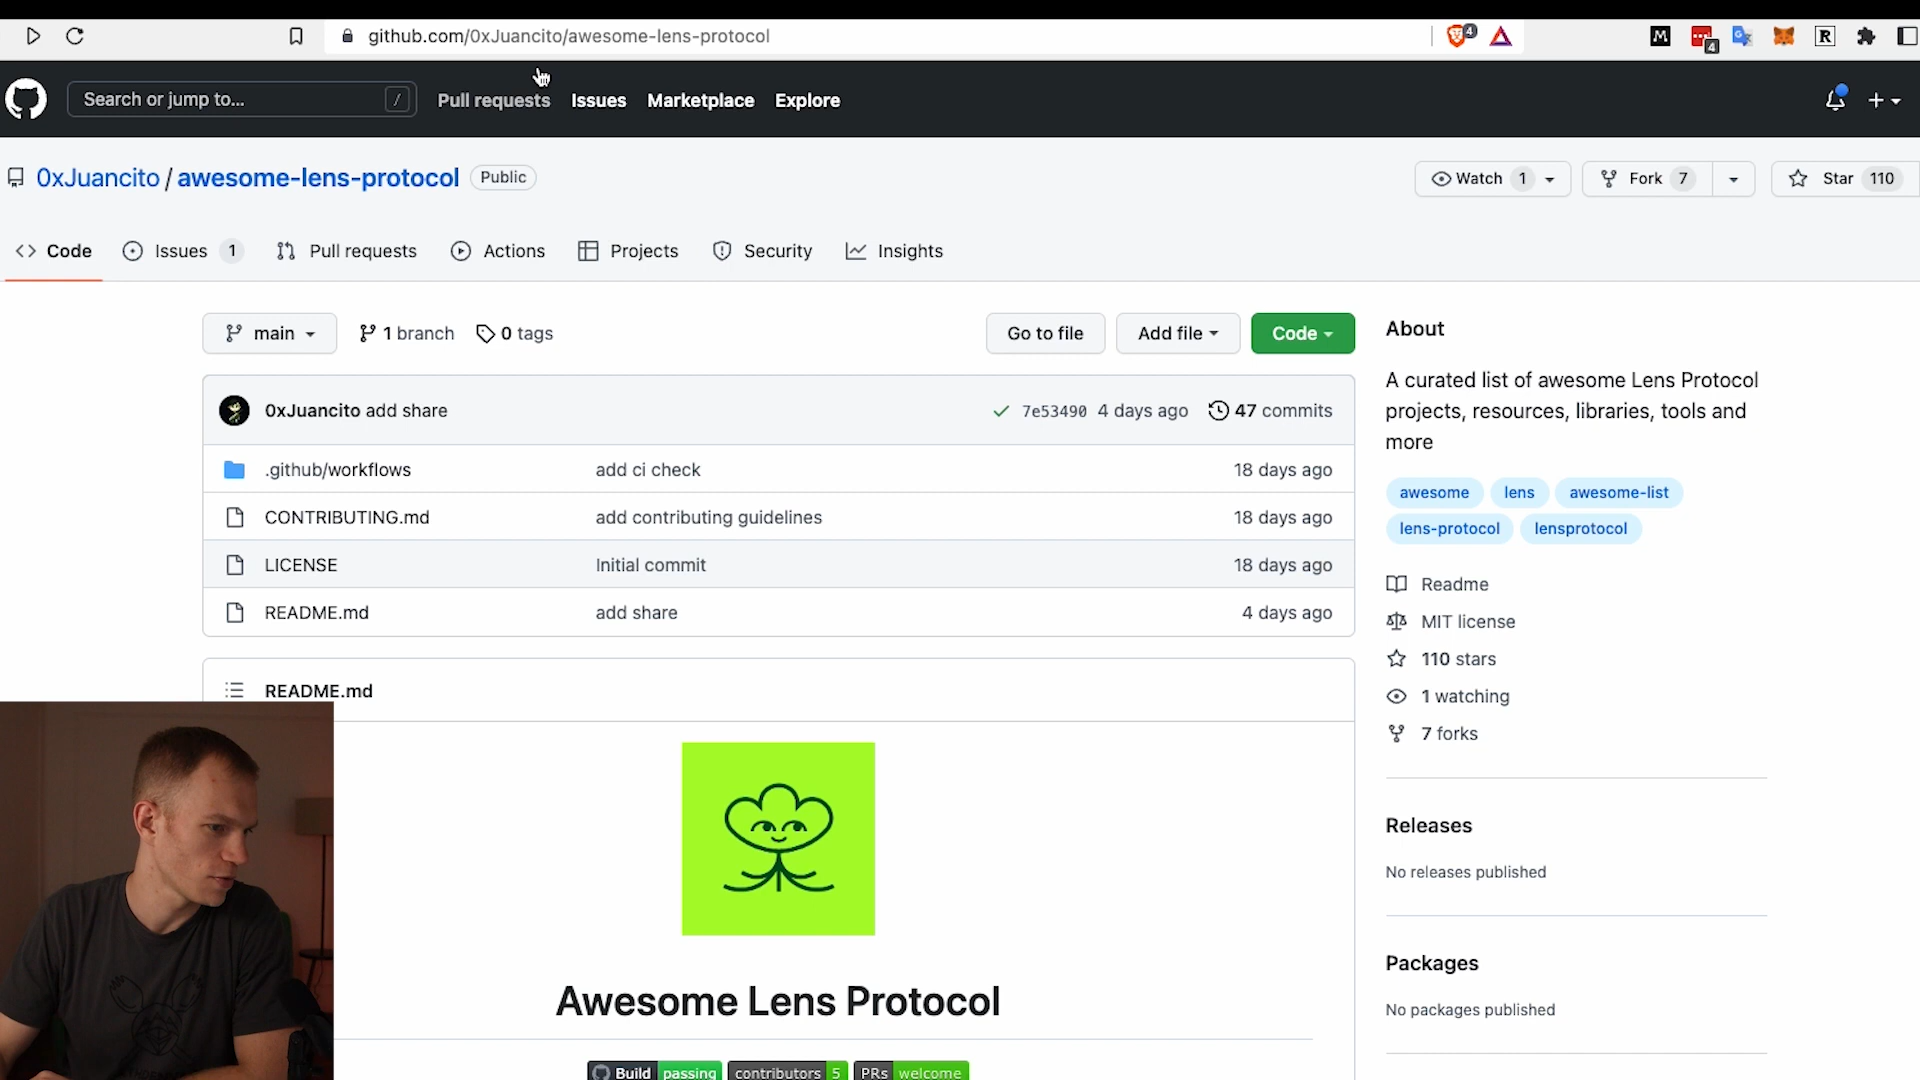 github.com/0xJuancito/awesome-lens-protocol
4
M
4
R
Search or jump to...
/
Pull requests
Issues
Marketplace
Explore
0xJuancito / awesome-lens-protocol
Public
Watch 1
Fork 7
Star 110
Code
Issues 1
Pull requests
Actions
Projects
Security
Insights
main
1 branch
0 tags
Go to file
Add file
Code
0xJuancito add share
7e53490 4 days ago
47 commits
.github/workflows
add ci check
18 days ago
CONTRIBUTING.md
add contributing guidelines
18 days ago
LICENSE
Initial commit
18 days ago
README.md
add share
4 days ago
README.md
Awesome Lens Protocol
Build passing
contributors 5
PRs welcome
About
A curated list of awesome Lens Protocol
projects, resources, libraries, tools and
more
awesome
lens
awesome-list
lens-protocol
lensprotocol
Readme
MIT license
110 stars
1 watching
7 forks
Releases
No releases published
Packages
No packages published